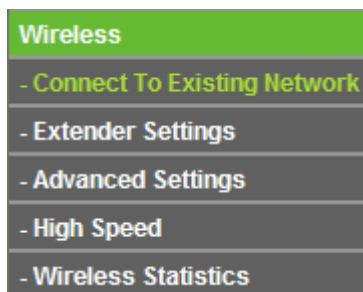 Wireless
- Connect To Existing Network
- Extender Settings
- Advanced Settings
- High Speed
- Wireless Statistics